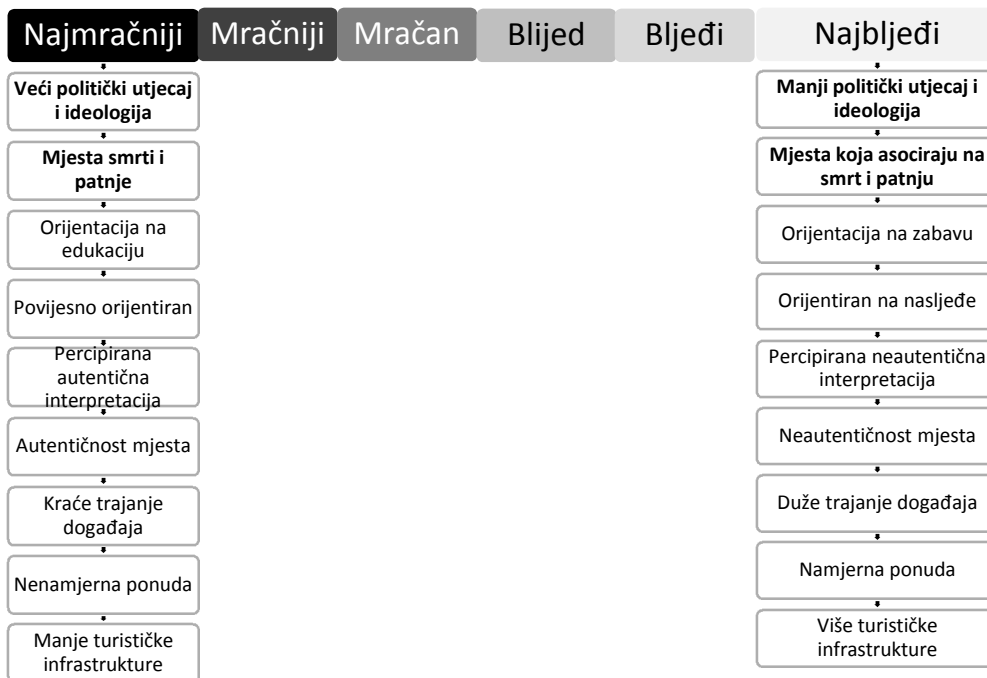 Najmračniji
Mračniji
Mračan
Blijed
Bljeđi
Najbljeđi
Veći politički utjecaj
i ideologija
Mjesta smrti i
patnje
Orijentacija na
edukaciju
Povijesno orijentiran
Percipirana
autentična
interpretacija
Autentičnost mjesta
Kraće trajanje
događaja
Nenamjerna ponuda
Manje turističke
infrastrukture
Manji politički utjecaj i
ideologija
Mjesta koja asociraju na
smrt i patnju
Orijentacija na zabavu
Orijentiran na nasljeđe
Percipirana neautentična
interpretacija
Neautentičnost mjesta
Duže trajanje događaja
Namjerna ponuda
Više turističke
infrastrukture